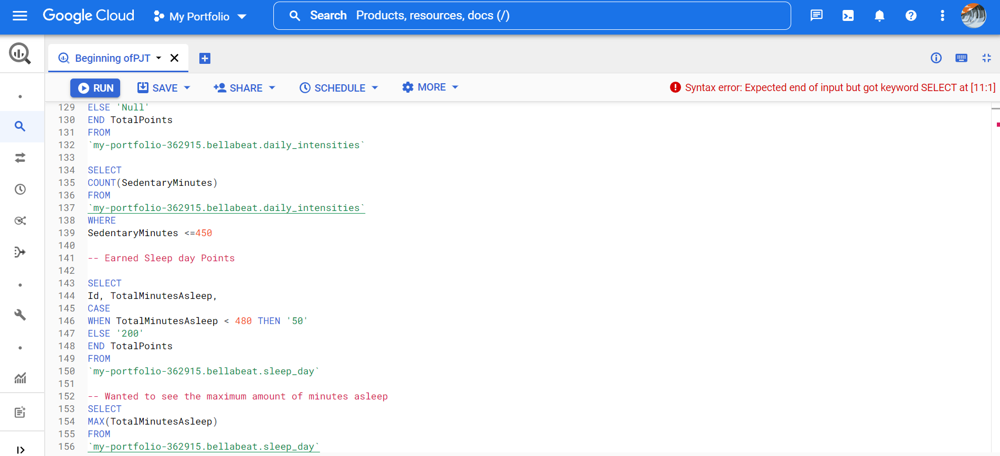 Google Cloud
My Portfolio
Search Products, resources, docs (/)
Beginning ofPJT
RUN
SAVE
SHARE
SCHEDULE
MORE
Syntax error: Expected end of input but got keyword SELECT at [11:1]
129 ELSE 'Null'
130 END TotalPoints
131 FROM
132 `my-portfolio-362915.bellabeat.daily_intensities`
133
134 SELECT
135 COUNT(SedentaryMinutes)
136 FROM
137 `my-portfolio-362915.bellabeat.daily_intensities`
138 WHERE
139 SedentaryMinutes <=450
140
141 -- Earned Sleep day Points
142
143 SELECT
144 Id, TotalMinutesAsleep,
145 CASE
146 WHEN TotalMinutesAsleep < 480 THEN '50'
147 ELSE '200'
148 END TotalPoints
149 FROM
150 `my-portfolio-362915.bellabeat.sleep_day`
151
152 -- Wanted to see the maximum amount of minutes asleep
153 SELECT
154 MAX(TotalMinutesAsleep)
155 FROM
156 `my-portfolio-362915.bellabeat.sleep_day`